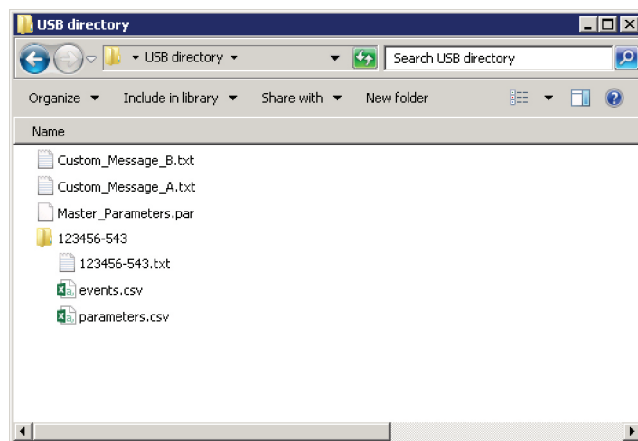 USB directory
USB directory Search USB directory
Organize Include in library Share with New folder
Name
Custom_Message_B.txt
Custom_Message_A.txt
Master_Parameters.par
123456-543
123456-543.txt
events.csv
parameters.csv